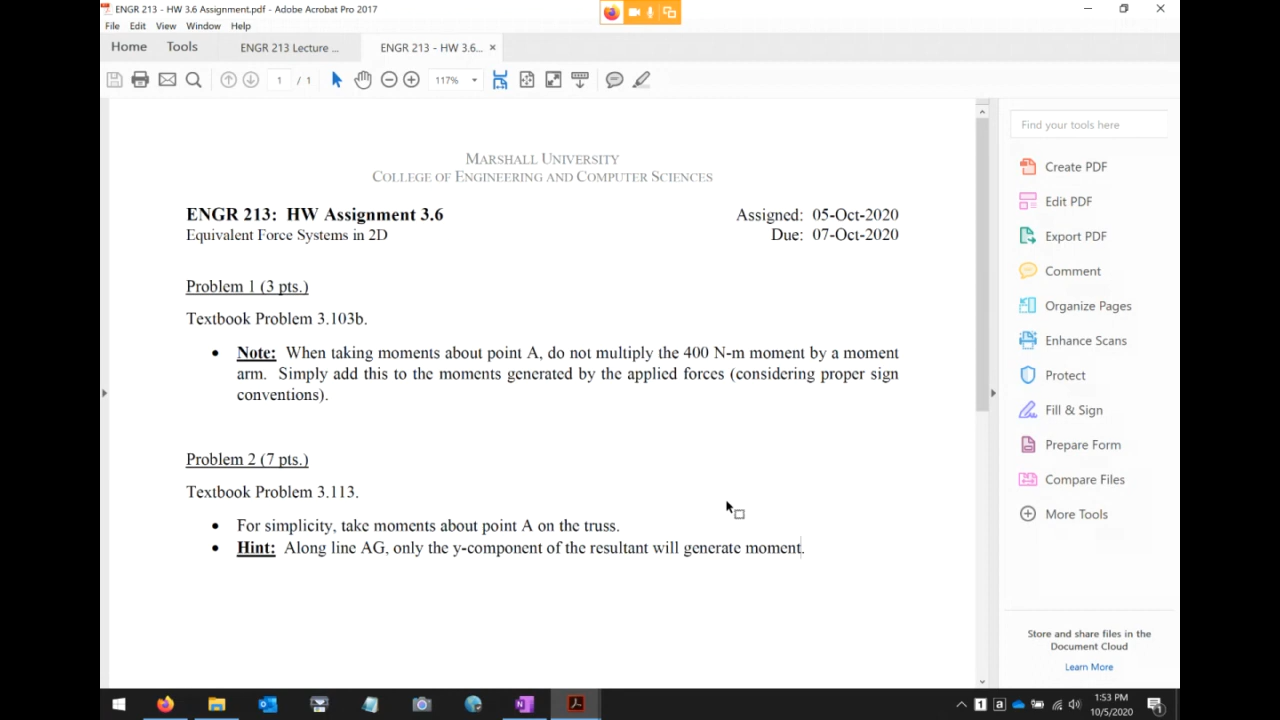 ENGR 213 - HW 3.6 Assignment.pdf - Adobe Acrobat Pro 2017
File Edit View Window Help
Home Tools ENGR 213 Lecture ... ENGR 213 - HW 3.6... ×
1 / 1 117%
Find your tools here
MARSHALL UNIVERSITY
COLLEGE OF ENGINEERING AND COMPUTER SCIENCES
ENGR 213: HW Assignment 3.6 Assigned: 05-Oct-2020
Equivalent Force Systems in 2D Due: 07-Oct-2020
Problem 1 (3 pts.)
Textbook Problem 3.103b.
• Note: When taking moments about point A, do not multiply the 400 N-m moment by a moment
arm. Simply add this to the moments generated by the applied forces (considering proper sign
conventions).
Problem 2 (7 pts.)
Textbook Problem 3.113.
• For simplicity, take moments about point A on the truss.
• Hint: Along line AG, only the y-component of the resultant will generate moment.
Create PDF
Edit PDF
Export PDF
Comment
Organize Pages
Enhance Scans
Protect
Fill & Sign
Prepare Form
Compare Files
More Tools
Store and share files in the
Document Cloud
Learn More
1:53 PM
10/5/2020